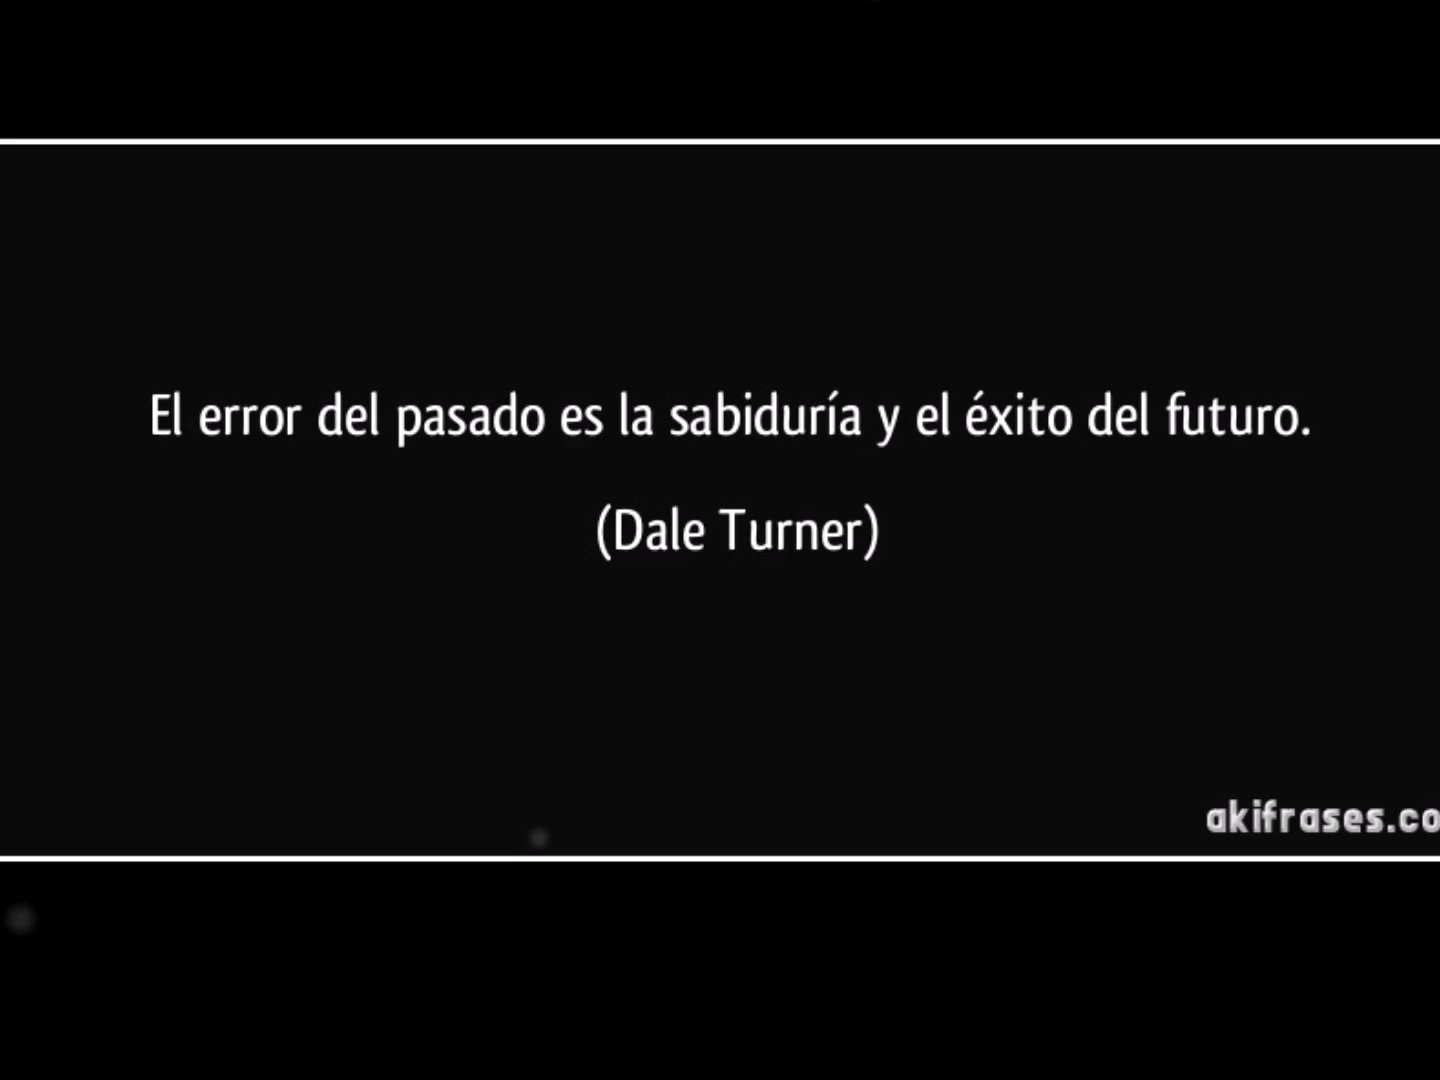 El error del pasado es la sabiduría y el éxito del futuro.
(Dale Turner)
akifrases.co